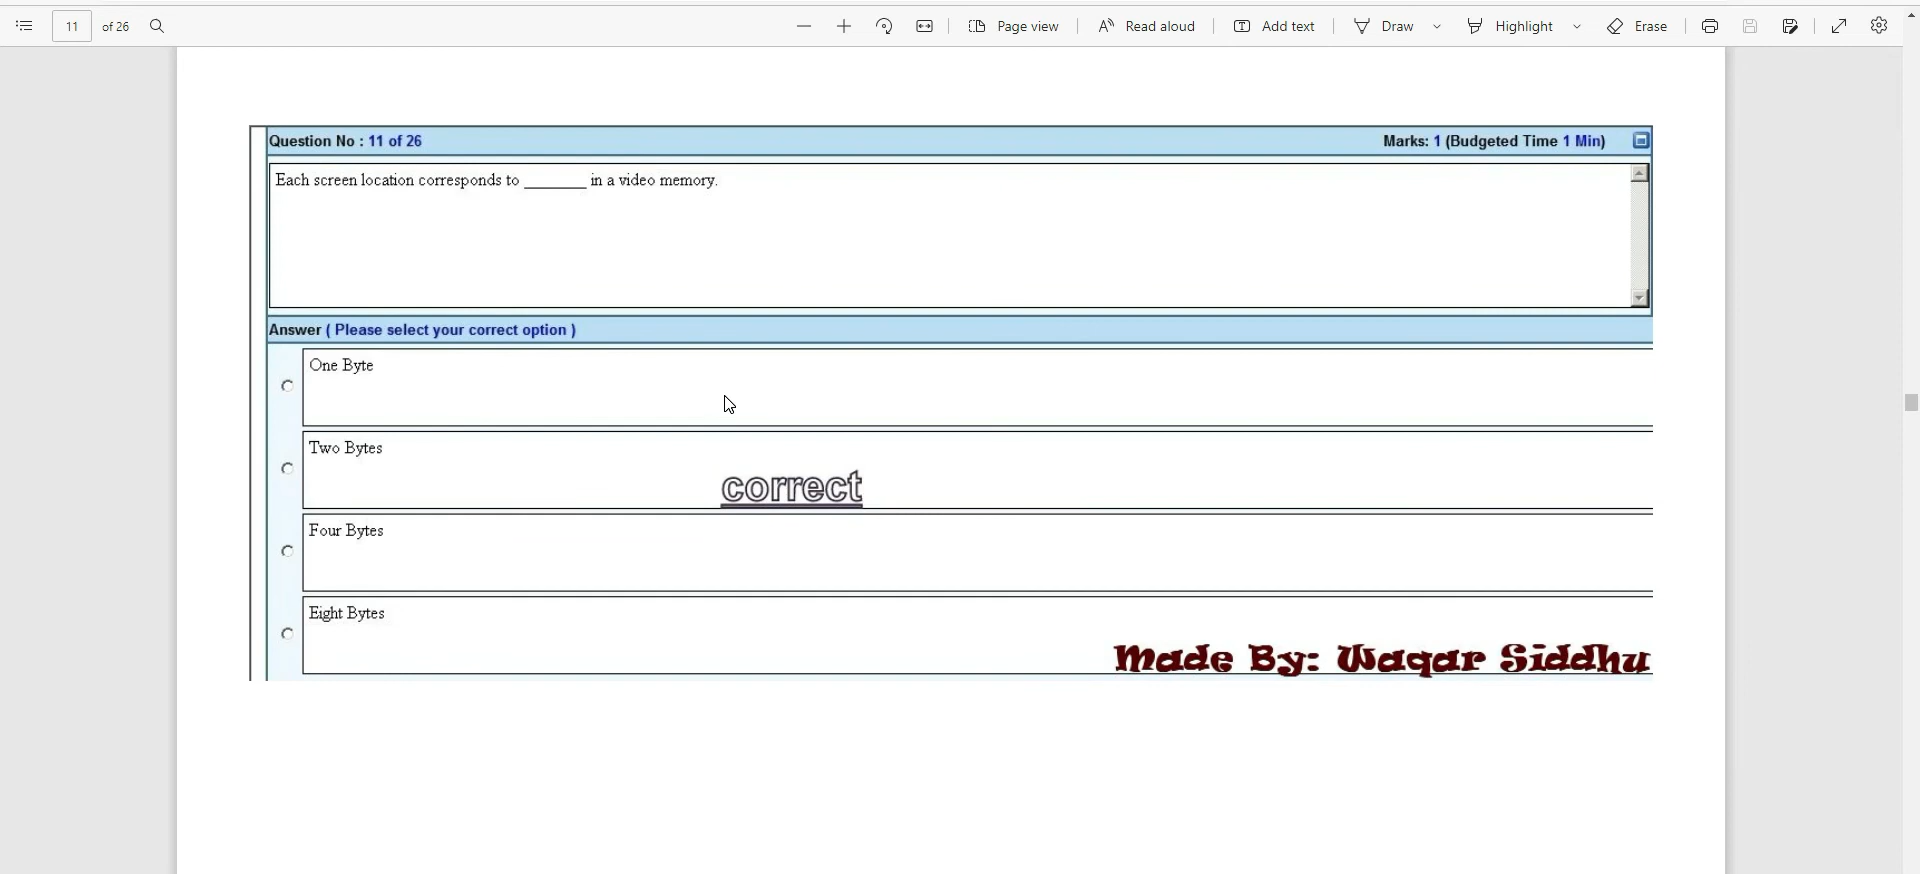 11 of 26 Page view Read aloud Add text Draw Highlight Erase
Question No : 11 of 26 Marks: 1 (Budgeted Time 1 Min)
Each screen location corresponds to _______ in a video memory.
Answer ( Please select your correct option )
One Byte
Two Bytes
correct
Four Bytes
Eight Bytes
Made By: Waqar Siddhu